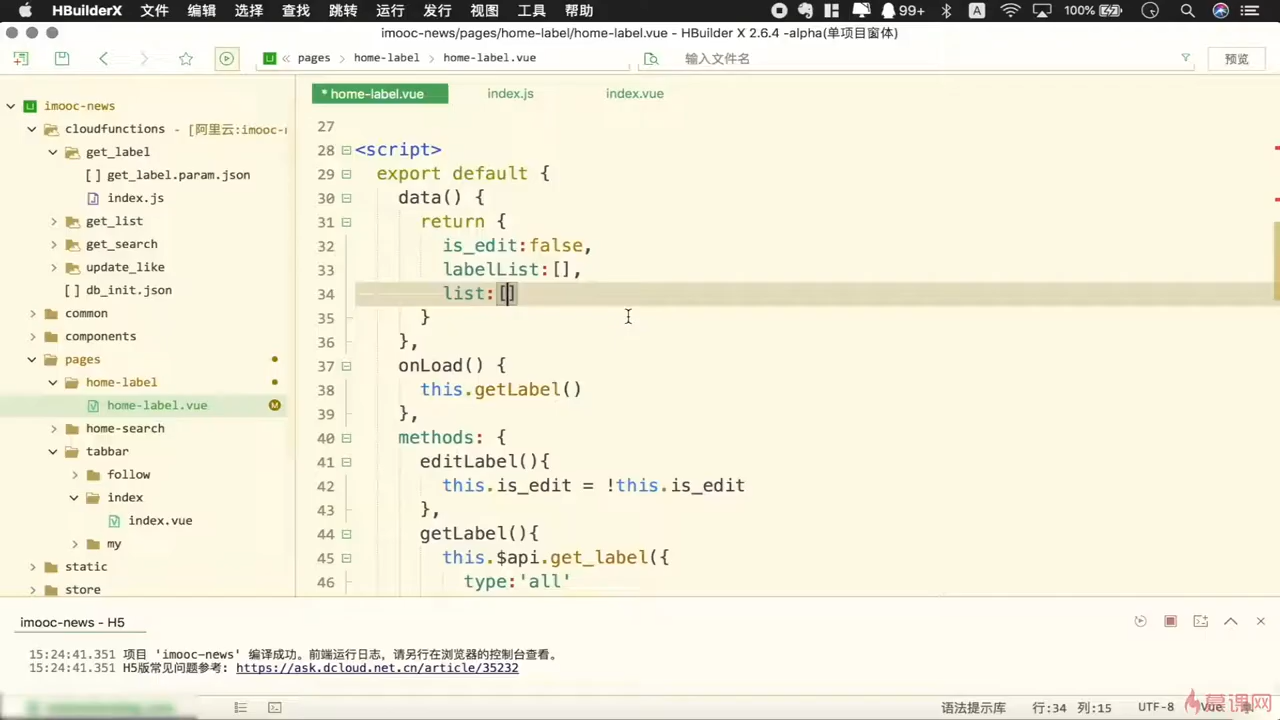 HBuilderX 文件 编辑 选择 查找 跳转 运行 发行 视图 工具 帮助 99+ A 100%
imooc-news/pages/home-label/home-label.vue - HBuilder X 2.6.4 -alpha(单项目窗体)
pages home-label home-label.vue 输入文件名 预览
imooc-news
cloudfunctions - [阿里云:imooc-
get_label
get_label.param.json
index.js
get_list
get_search
update_like
db_init.json
common
components
pages
home-label
home-label.vue M
home-search
tabbar
follow
index
index.vue
my
static
store
* home-label.vue index.js index.vue
27
28 <script>
29 export default {
30 data() {
31 return {
32 is_edit:false,
33 labelList:[],
34 list:[]
35 }
36 },
37 onLoad() {
38 this.getLabel()
39 },
40 methods: {
41 editLabel(){
42 this.is_edit = !this.is_edit
43 },
44 getLabel(){
45 this.$api.get_label({
46 type:'all'
imooc-news - H5
15:24:41.351 项目 'imooc-news' 编译成功。前端运行日志，请另行在浏览器的控制台查看。
15:24:41.351 H5版常见问题参考: https://ask.dcloud.net.cn/article/35232
语法提示库 行:34 列:15 UTF-8 Vue
慕课网